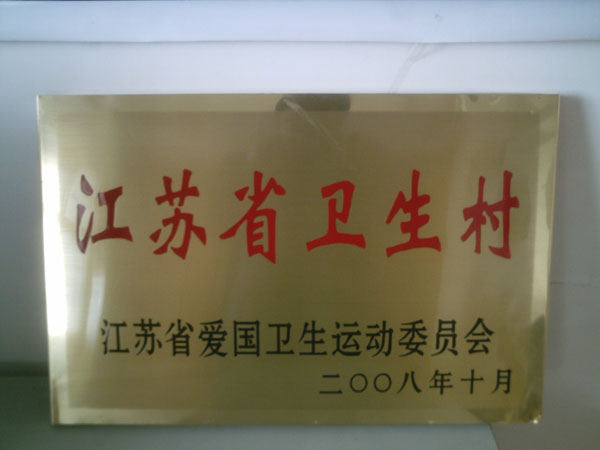 江苏省卫生村
江苏省爱国卫生运动委员会
二〇〇八年十月